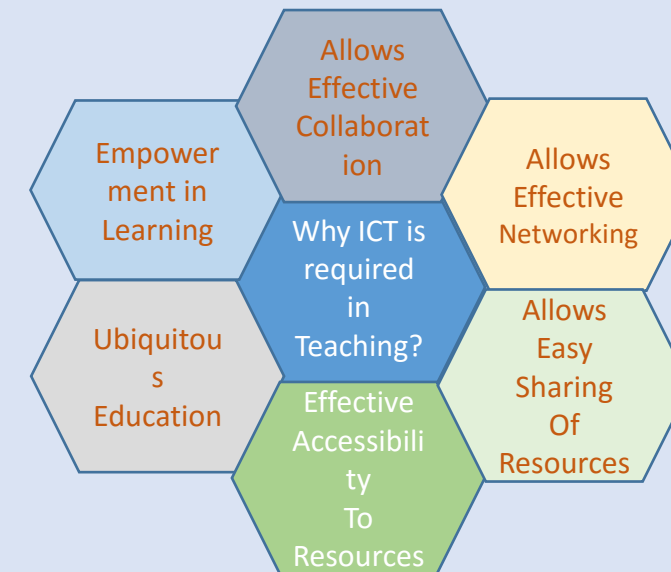 Allows
Effective
Collaborat
ion
Empower
ment in
Learning
Allows
Effective
Networking
Why ICT is
required
in
Teaching?
Ubiquitou
s
Education
Allows
Easy
Sharing
Of
Resources
Effective
Accessibili
ty
To
Resources